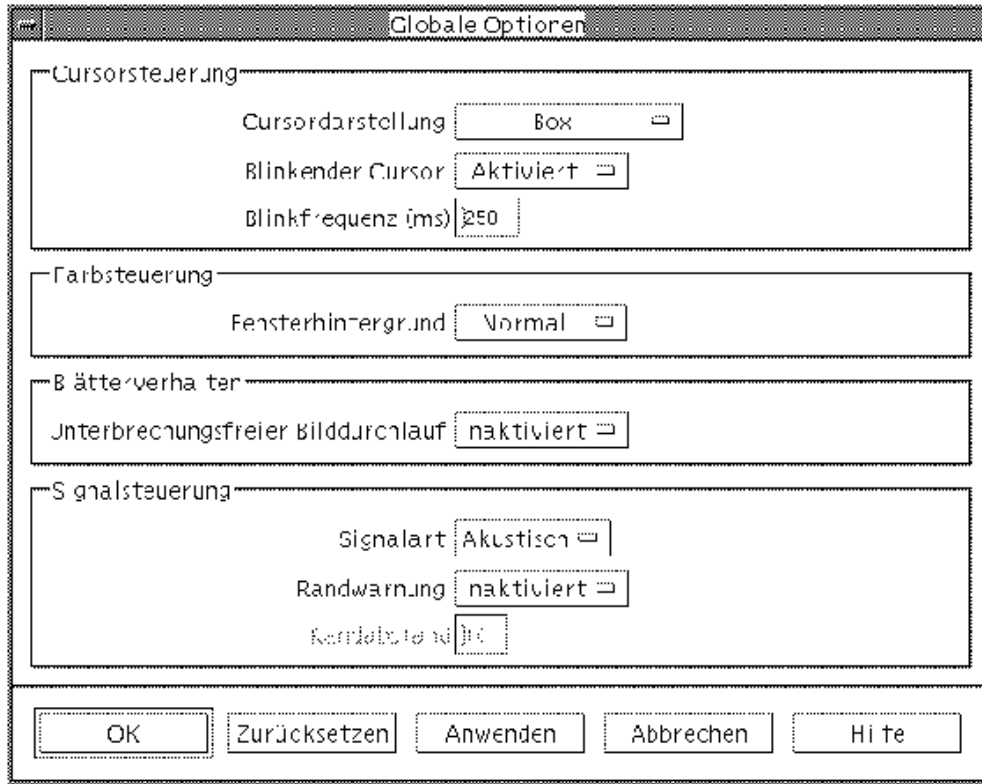 Globale Optionen
Cursorsteuerung
Cursordarstellung Box
Blinkender Cursor Aktiviert
Blinkfrequenz (ms) 250
Farbsteuerung
Fensterhintergrund Normal
Blätterverhalten
Unterbrechungsfreier Bilddurchlauf Inaktiviert
Signalsteuerung
Signalart Akustisch
Randwarnung Inaktiviert
OK Zurücksetzen Anwenden Abbrechen Hilfe